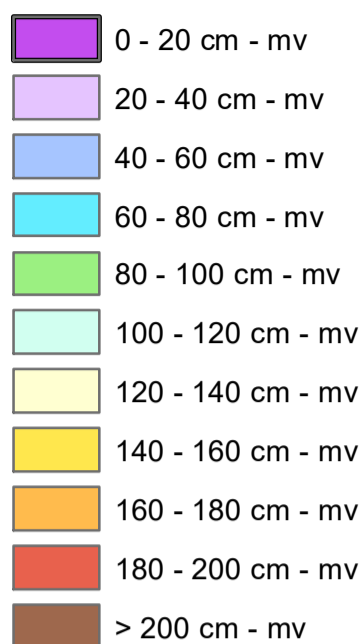 0 - 20 cm - mv
20 - 40 cm - mv
40 - 60 cm - mv
60 - 80 cm - mv
80 - 100 cm - mv
100 - 120 cm - mv
120 - 140 cm - mv
140 - 160 cm - mv
160 - 180 cm - mv
180 - 200 cm - mv
> 200 cm - mv